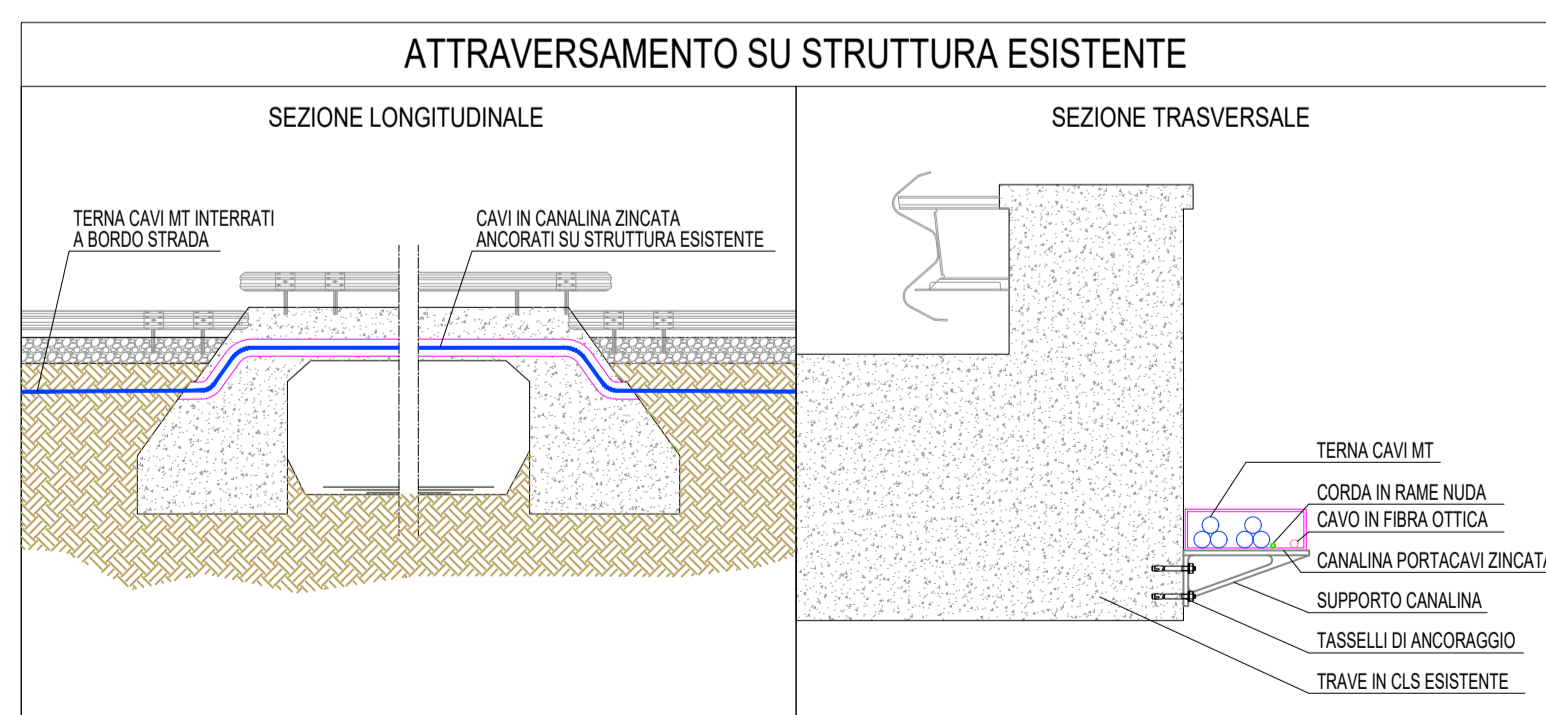 ATTRAVERSAMENTO SU STRUTTURA ESISTENTE
SEZIONE LONGITUDINALE
TERNA CAVI MT INTERRATI
A BORDO STRADA
CAVI IN CANALINA ZINCATA
ANCORATI SU STRUTTURA ESISTENTE
SEZIONE TRASVERSALE
TERNA CAVI MT
CORDA IN RAME NUDA
CAVO IN FIBRA OTTICA
CANALINA PORTACAVI ZINCATA
SUPPORTO CANALINA
TASSELLI DI ANCORAGGIO
TRAVE IN CLS ESISTENTE